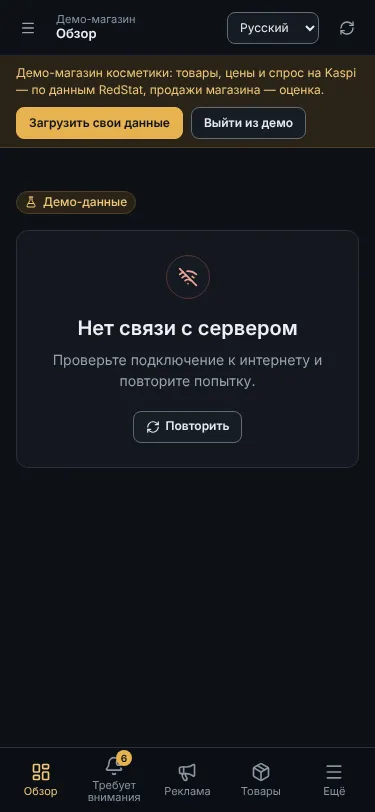 Демо-магазин
Обзор
Русский
Демо-магазин косметики: товары, цены и спрос на Kaspi
— по данным RedStat, продажи магазина — оценка.
Загрузить свои данные
Выйти из демо
Демо-данные
Нет связи с сервером
Проверьте подключение к интернету и
повторите попытку.
Повторить
6
Обзор
Требует
внимания
Реклама
Товары
Ещё